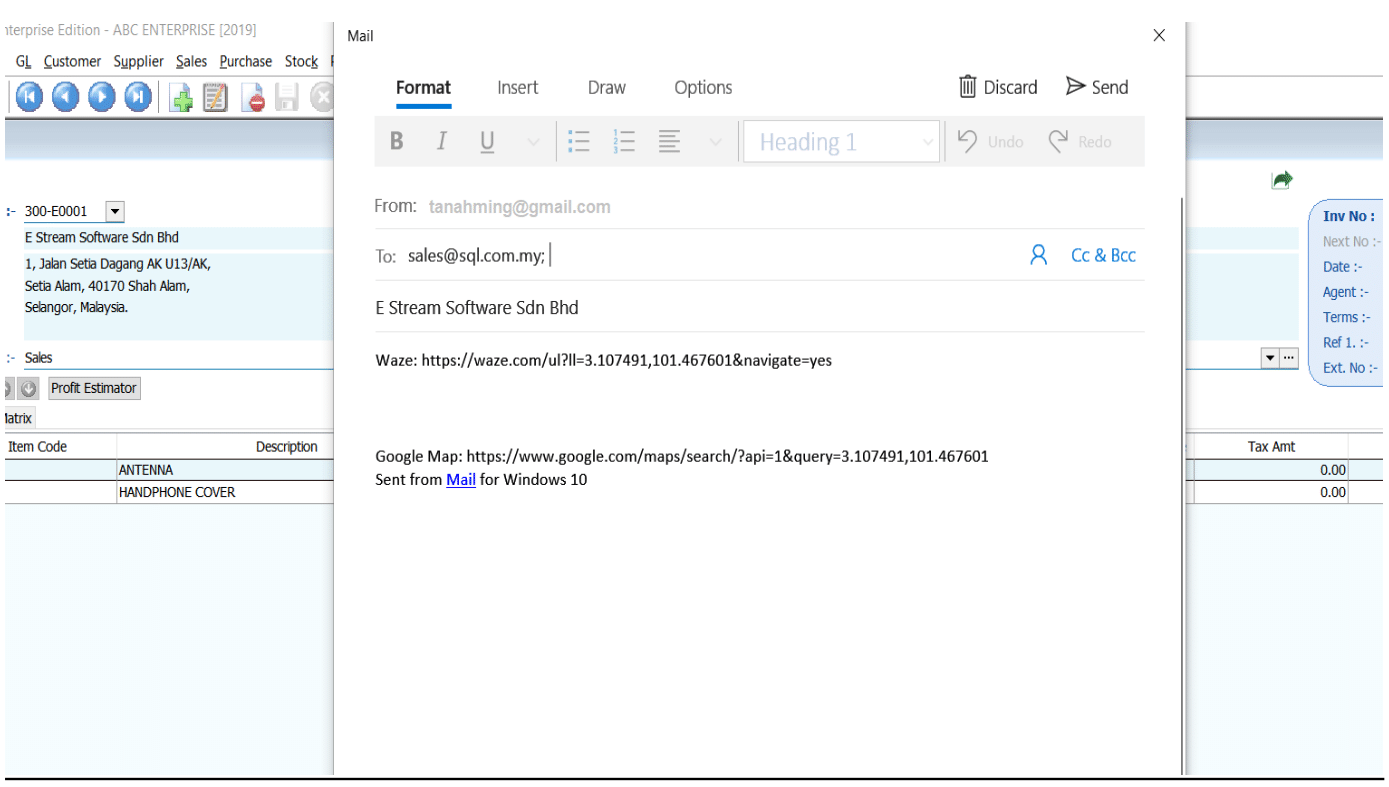 nterprise Edition - ABC ENTERPRISE [2019]
GL Customer Supplier Sales Purchase Stock
:- 300-E0001
E Stream Software Sdn Bhd
1, Jalan Setia Dagang AK U13/AK,
Setia Alam, 40170 Shah Alam,
Selangor, Malaysia.
:- Sales
Profit Estimator
Matrix
Item Code Description
ANTENNA
HANDPHONE COVER
Mail
Format Insert Draw Options Discard Send
B I U Heading 1 Undo Redo
From: tanahming@gmail.com
To: sales@sql.com.my; Cc & Bcc
E Stream Software Sdn Bhd
Waze: https://waze.com/ul?ll=3.107491,101.467601&navigate=yes
Google Map: https://www.google.com/maps/search/?api=1&query=3.107491,101.467601
Sent from Mail for Windows 10
Inv No :
Next No :-
Date :-
Agent :-
Terms :-
Ref 1. :-
Ext. No :-
Tax Amt
0.00
0.00